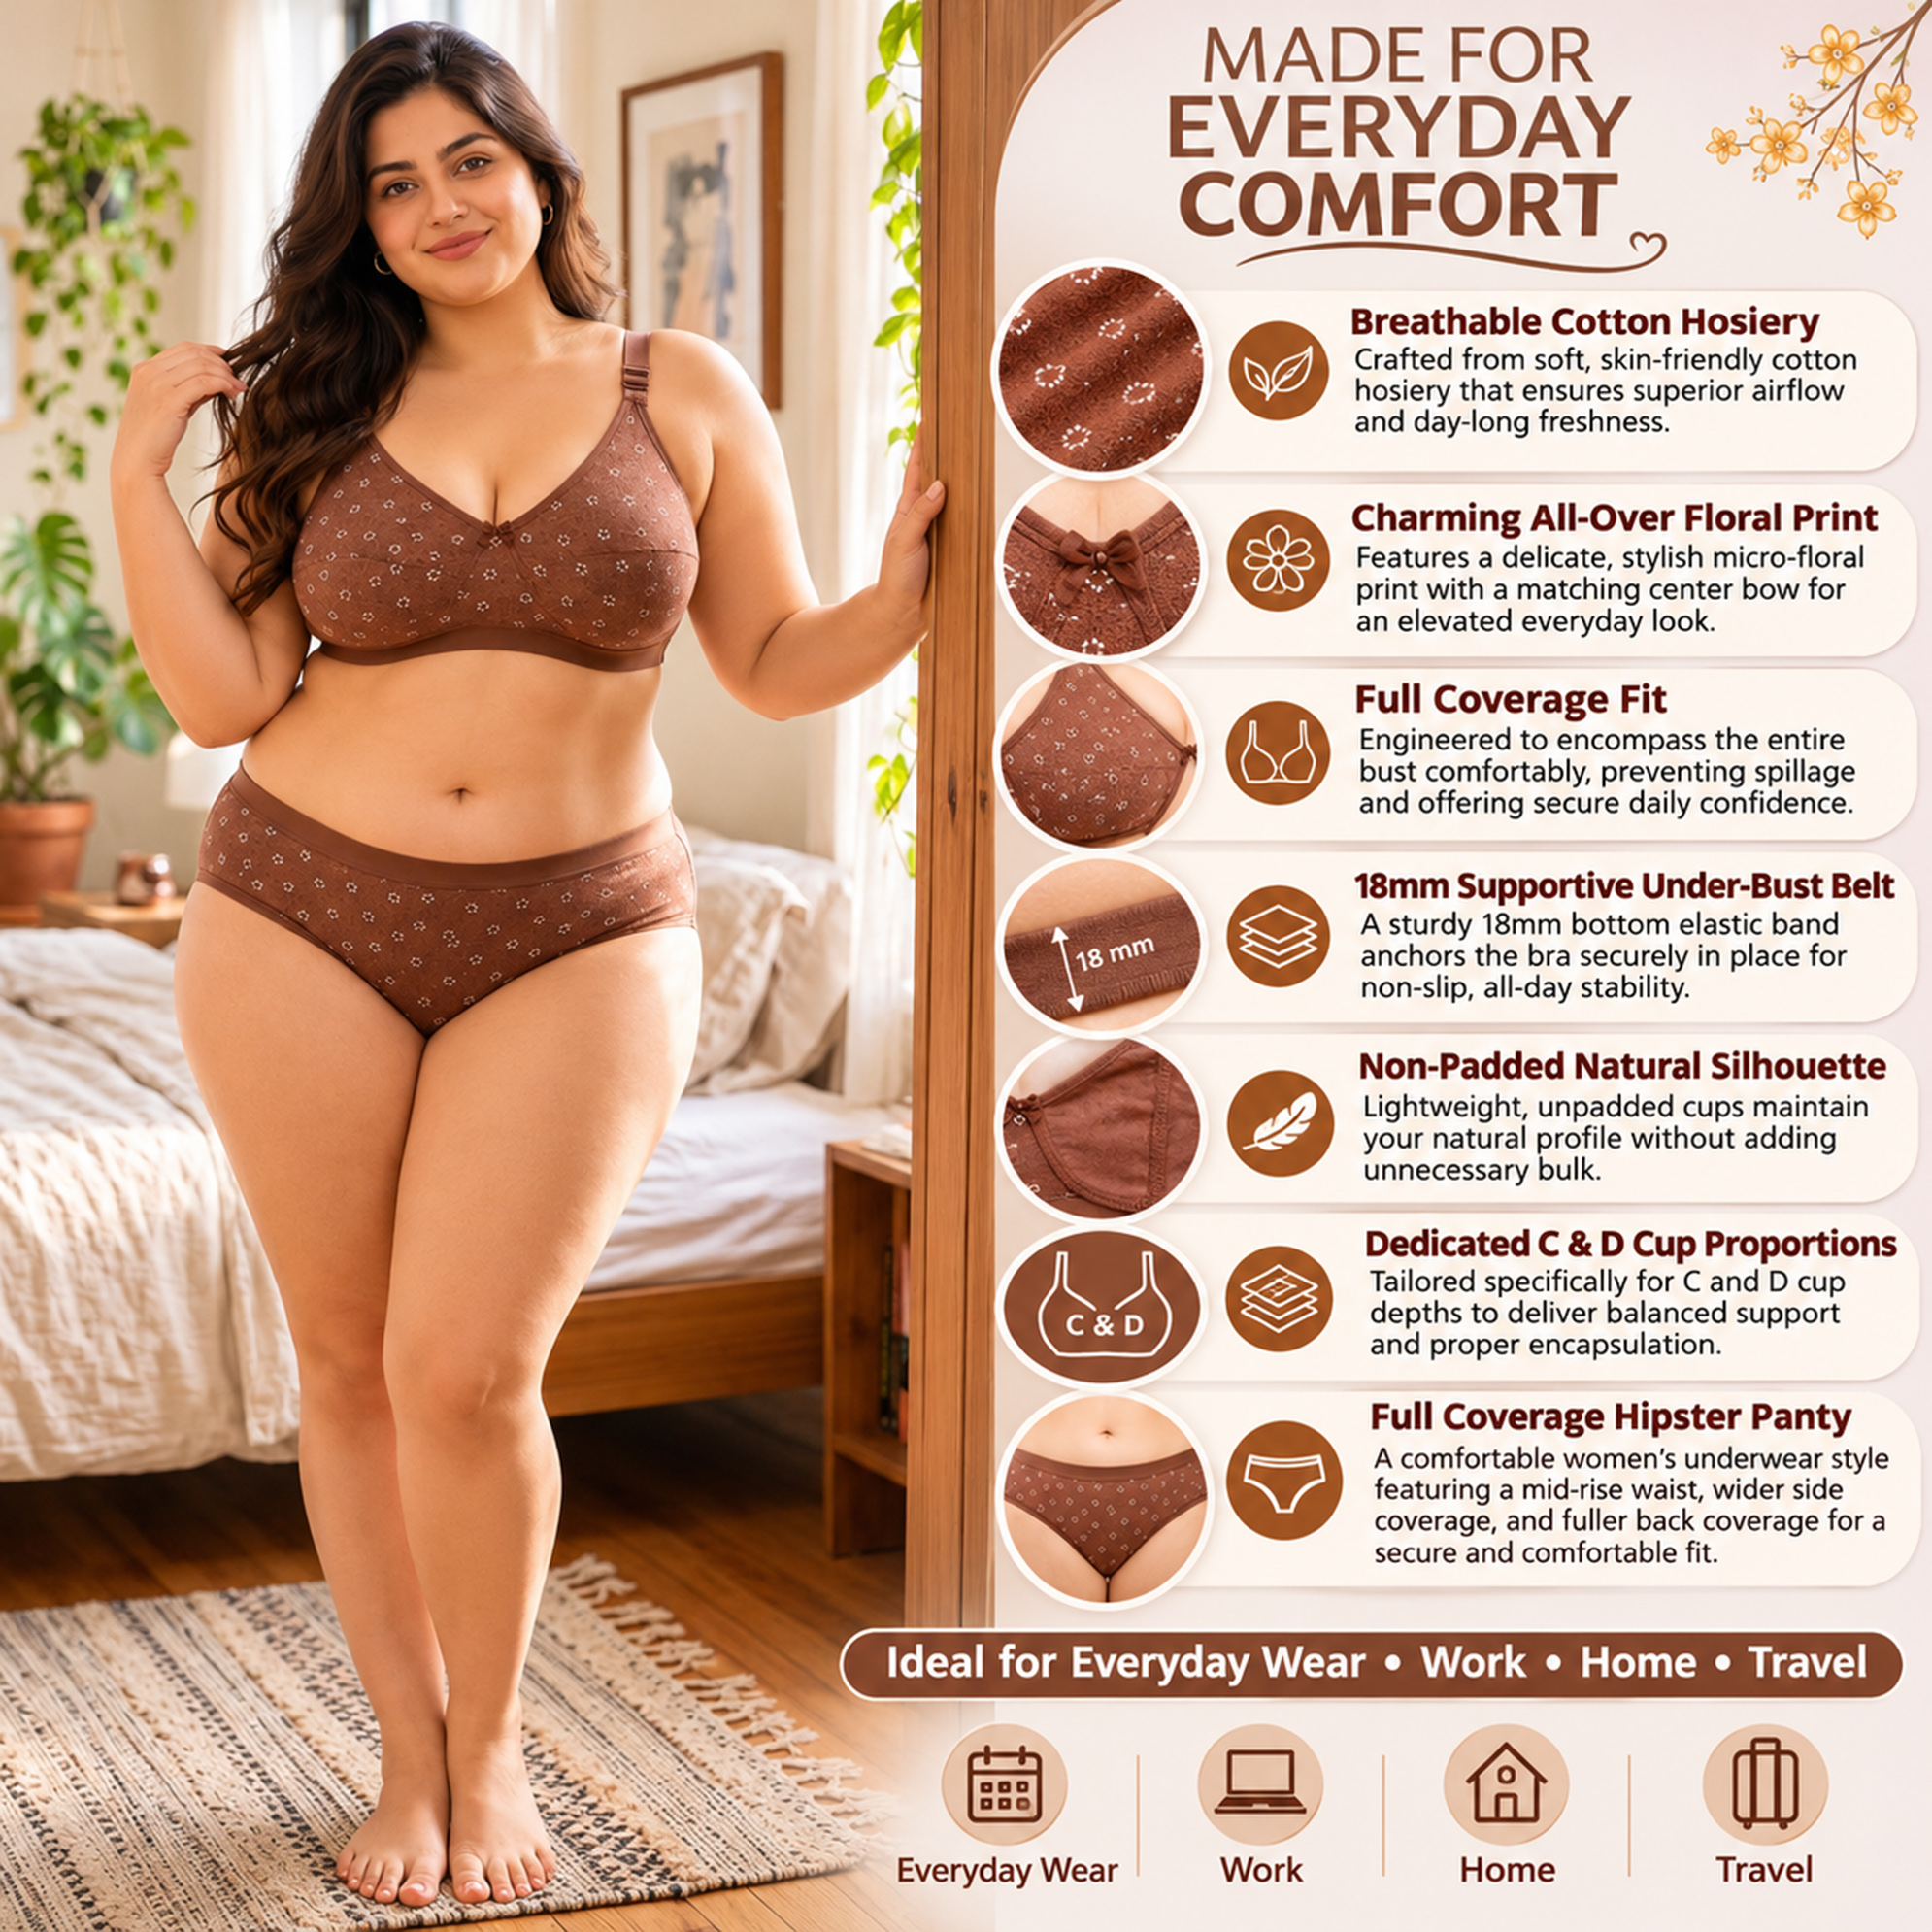 MADE FOR
EVERYDAY
COMFORT
Breathable Cotton Hosiery
Crafted from soft, skin-friendly cotton
hosiery that ensures superior airflow
and day-long freshness.
Charming All-Over Floral Print
Features a delicate, stylish micro-floral
print with a matching center bow for
an elevated everyday look.
Full Coverage Fit
Engineered to encompass the entire
bust comfortably, preventing spillage
and offering secure daily confidence.
18 mm
18mm Supportive Under-Bust Belt
A sturdy 18mm bottom elastic band
anchors the bra securely in place for
non-slip, all-day stability.
Non-Padded Natural Silhouette
Lightweight, unpadded cups maintain
your natural profile without adding
unnecessary bulk.
C & D
Dedicated C & D Cup Proportions
Tailored specifically for C and D cup
depths to deliver balanced support
and proper encapsulation.
Full Coverage Hipster Panty
A comfortable women's underwear style
featuring a mid-rise waist, wider side
coverage, and fuller back coverage for a
secure and comfortable fit.
Ideal for Everyday Wear • Work • Home • Travel
Everyday Wear
Work
Home
Travel